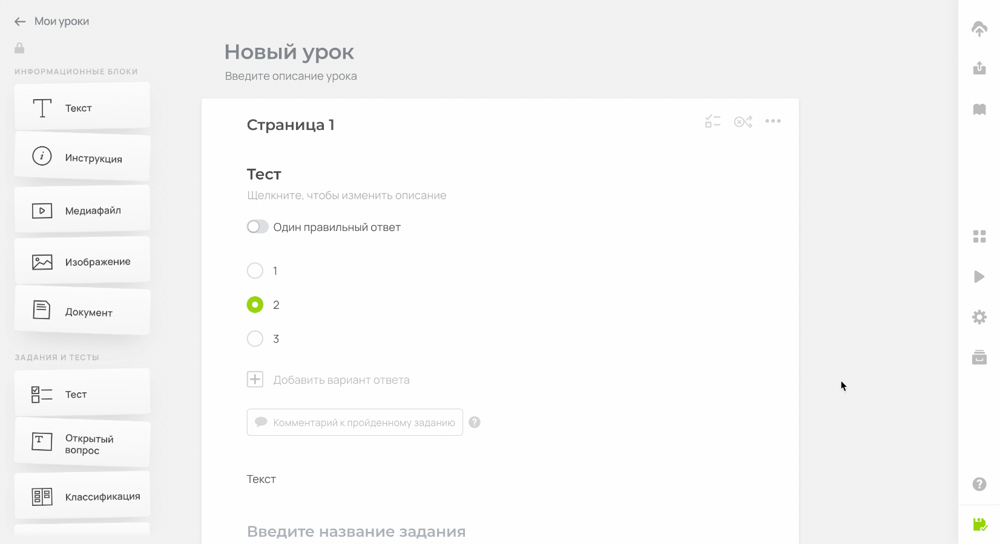 Мои уроки
ИНФОРМАЦИОННЫЕ БЛОКИ
Текст
Инструкция
Медиафайл
Изображение
Документ
ЗАДАНИЯ И ТЕСТЫ
Тест
Открытый
вопрос
Классификация
Новый урок
Введите описание урока
Страница 1
Тест
Щелкните, чтобы изменить описание
Один правильный ответ
1
2
3
Добавить вариант ответа
Комментарий к пройденному заданию
Текст
Введите название задания